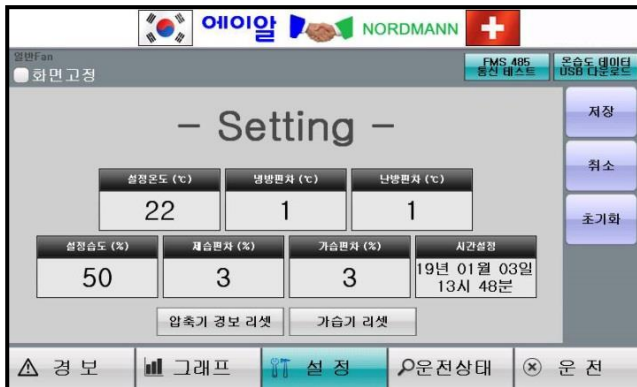 에이알 NORDMANN
일반Fan
화면고정
FMS 485
통신 테스트
온습도 데이터
USB 다운로드
- Setting -
저장
취소
초기화
설정온도 (℃) 냉방편차 (℃) 난방편차 (℃)
22 1 1
설정습도 (%) 제습편차 (%) 가습편차 (%) 시간설정
50 3 3 19년 01월 03일
13시 48분
압축기 경보 리셋 가습기 리셋
경보 그래프 설정 운전상태 운전